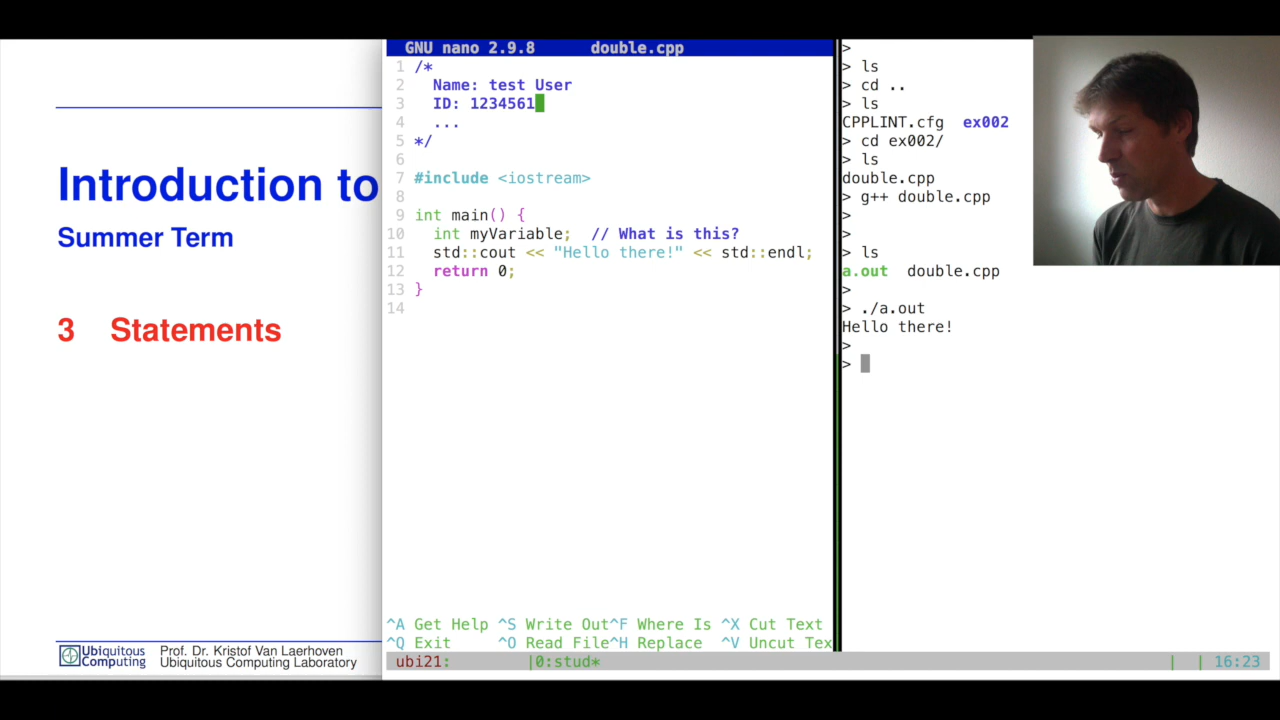 Introduction to
Summer Term
3 Statements
Ubiquitous
Computing
Prof. Dr. Kristof Van Laerhoven
Ubiquitous Computing Laboratory
GNU nano 2.9.8 double.cpp
1 /*
2 Name: test User
3 ID: 1234561
4 ...
5 */
6
7 #include <iostream>
8
9 int main() {
10 int myVariable; // What is this?
11 std::cout << "Hello there!" << std::endl;
12 return 0;
13 }
14
^A Get Help ^S Write Out^F Where Is ^X Cut Text
^Q Exit ^O Read File^H Replace ^V Uncut Tex
>
> ls
> cd ..
> ls
CPPLINT.cfg ex002
> cd ex002/
> ls
double.cpp
> g++ double.cpp
>
>
> ls
a.out double.cpp
>
> ./a.out
Hello there!
>
>
ubi21: |0:stud* | | 16:23